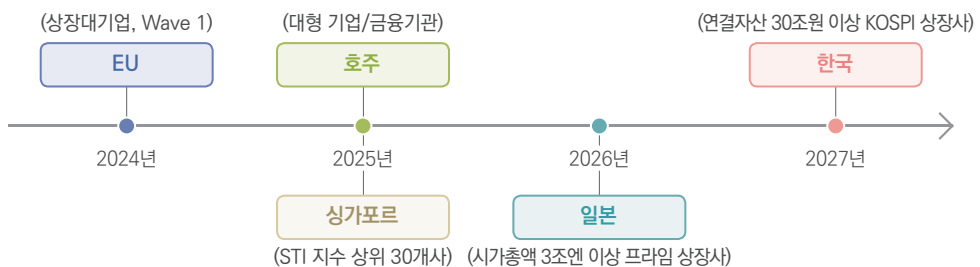 (상장대기업, Wave 1)
EU
2024년
(대형 기업/금융기관)
호주
2025년
싱가포르
(STI 지수 상위 30개사)
2026년
일본
(시가총액 3조엔 이상 프라임 상장사)
(연결자산 30조원 이상 KOSPI 상장사)
한국
2027년